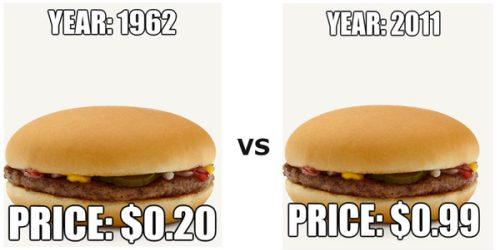 YEAR: 1962
PRICE: $0.20
vs
YEAR: 2011
PRICE: $0.99